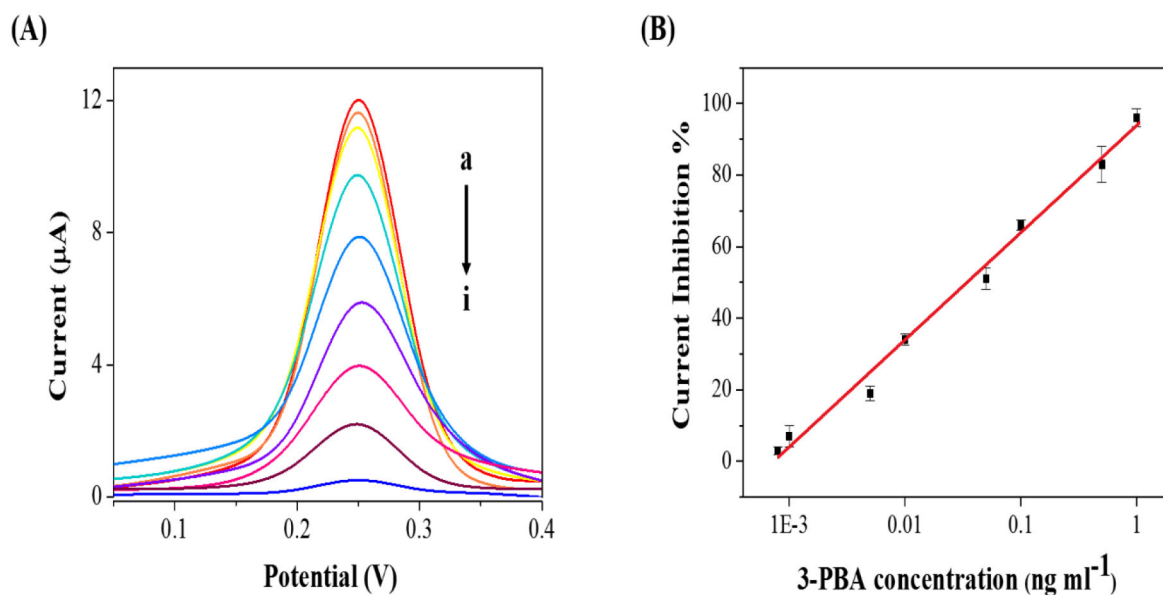 (A)
(B)
12
8
4
0
a
i
0.1
0.2
0.3
0.4
Current (µA)
Potential (V)
100
80
60
40
20
0
1E-3
0.01
0.1
1
Current Inhibition %
3-PBA concentration (ng ml⁻¹)